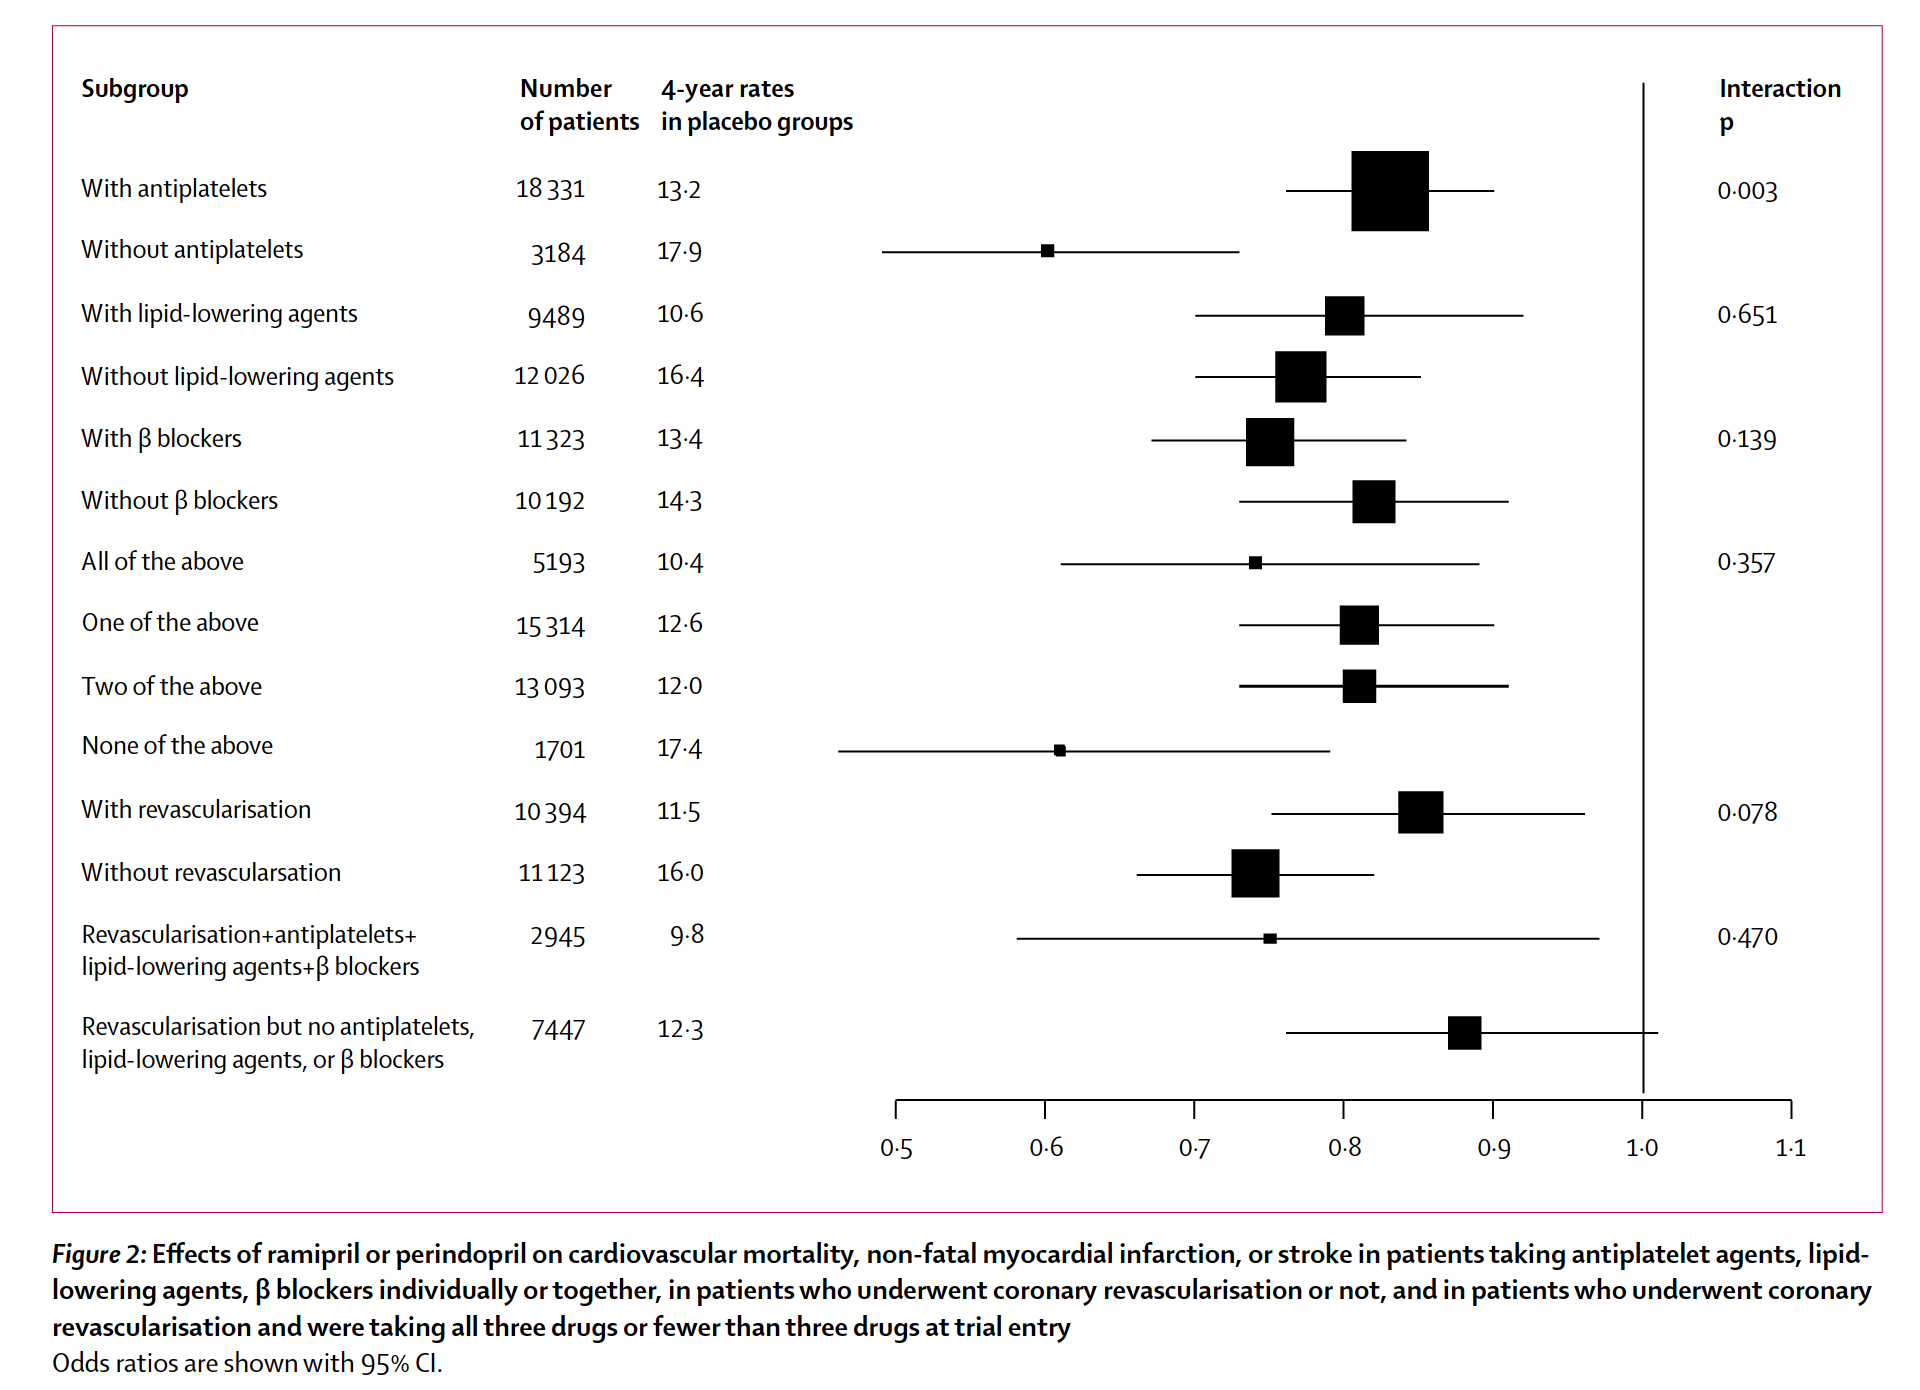 Subgroup Number 4-year rates Interaction
of patients in placebo groups p
With antiplatelets 18 331 13·2 0·003
Without antiplatelets 3184 17·9
With lipid-lowering agents 9489 10·6 0·651
Without lipid-lowering agents 12 026 16·4
With β blockers 11 323 13·4 0·139
Without β blockers 10 192 14·3
All of the above 5193 10·4 0·357
One of the above 15 314 12·6
Two of the above 13 093 12·0
None of the above 1701 17·4
With revascularisation 10 394 11·5 0·078
Without revascularsation 11 123 16·0
Revascularisation+antiplatelets+ 2945 9·8 0·470
lipid-lowering agents+β blockers
Revascularisation but no antiplatelets, 7447 12·3
lipid-lowering agents, or β blockers
0·5 0·6 0·7 0·8 0·9 1·0 1·1
Figure 2: Effects of ramipril or perindopril on cardiovascular mortality, non-fatal myocardial infarction, or stroke in patients taking antiplatelet agents, lipid-
lowering agents, β blockers individually or together, in patients who underwent coronary revascularisation or not, and in patients who underwent coronary
revascularisation and were taking all three drugs or fewer than three drugs at trial entry
Odds ratios are shown with 95% CI.